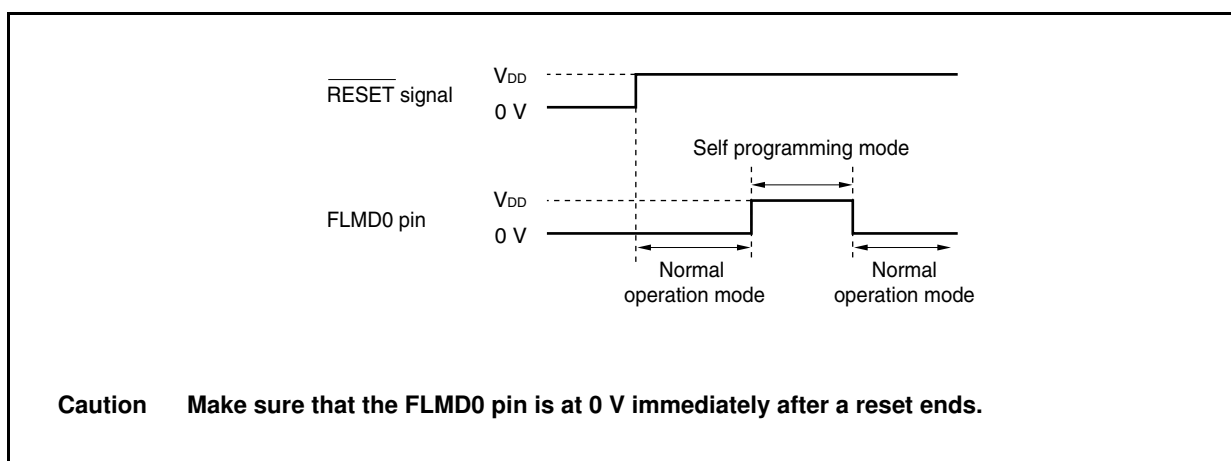 VDD
RESET signal
0 V
Self programming mode
VDD
FLMD0 pin
0 V
Normal
operation mode
Normal
operation mode
Caution Make sure that the FLMD0 pin is at 0 V immediately after a reset ends.